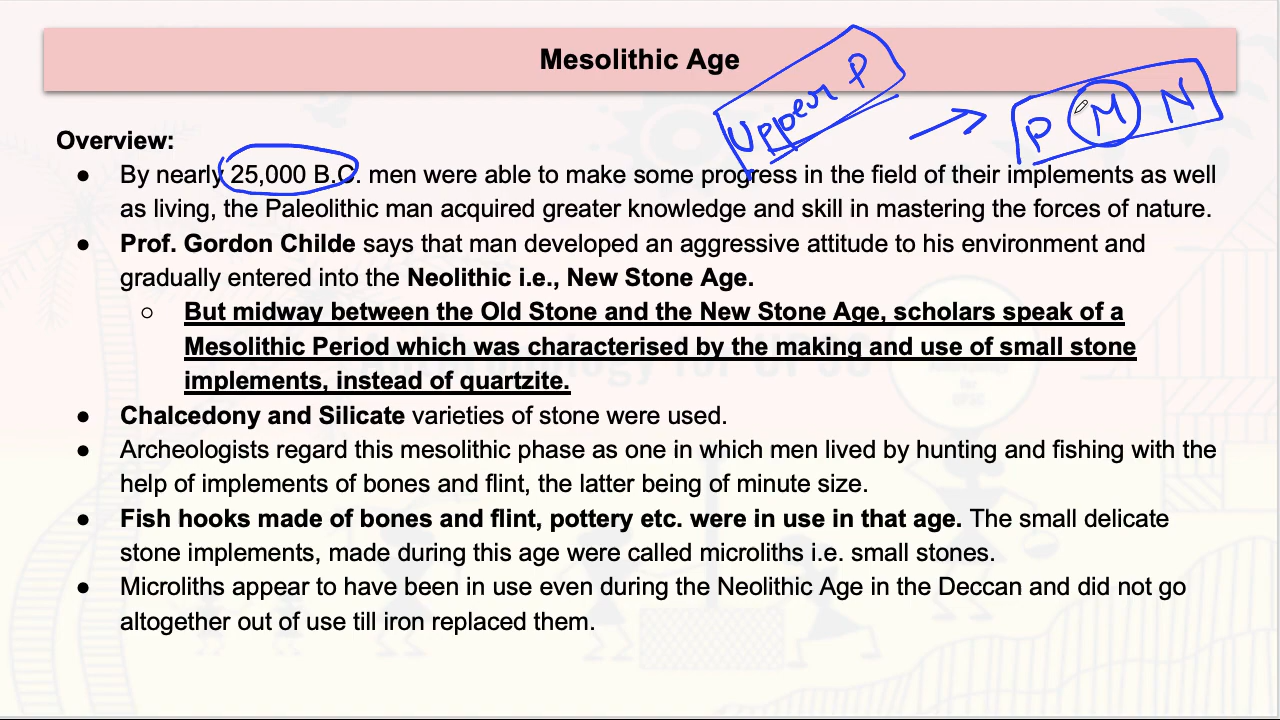 Mesolithic Age
Upper P
P M N
Overview:
● By nearly 25,000 B.C. men were able to make some progress in the field of their implements as well
as living, the Paleolithic man acquired greater knowledge and skill in mastering the forces of nature.
● Prof. Gordon Childe says that man developed an aggressive attitude to his environment and
gradually entered into the Neolithic i.e., New Stone Age.
○ But midway between the Old Stone and the New Stone Age, scholars speak of a
Mesolithic Period which was characterised by the making and use of small stone
implements, instead of quartzite.
● Chalcedony and Silicate varieties of stone were used.
● Archeologists regard this mesolithic phase as one in which men lived by hunting and fishing with the
help of implements of bones and flint, the latter being of minute size.
● Fish hooks made of bones and flint, pottery etc. were in use in that age. The small delicate
stone implements, made during this age were called microliths i.e. small stones.
● Microliths appear to have been in use even during the Neolithic Age in the Deccan and did not go
altogether out of use till iron replaced them.